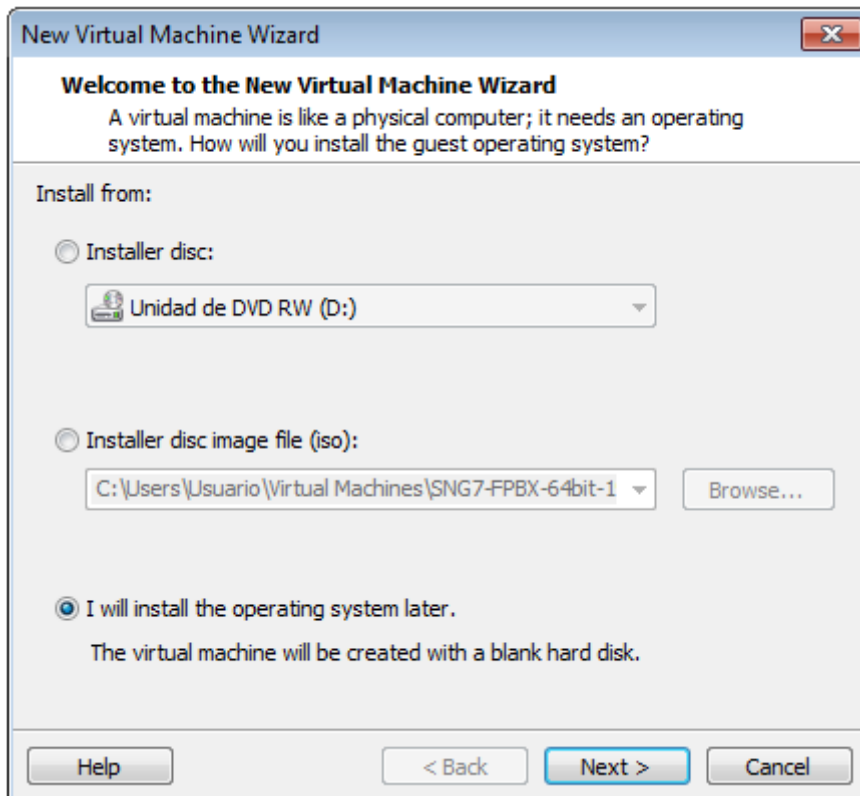 New Virtual Machine Wizard
Welcome to the New Virtual Machine Wizard
A virtual machine is like a physical computer; it needs an operating
system. How will you install the guest operating system?
Install from:
Installer disc:
Unidad de DVD RW (D:)
Installer disc image file (iso):
C:\Users\Usuario\Virtual Machines\SNG7-FPBX-64bit-1
Browse...
I will install the operating system later.
The virtual machine will be created with a blank hard disk.
Help
< Back
Next >
Cancel